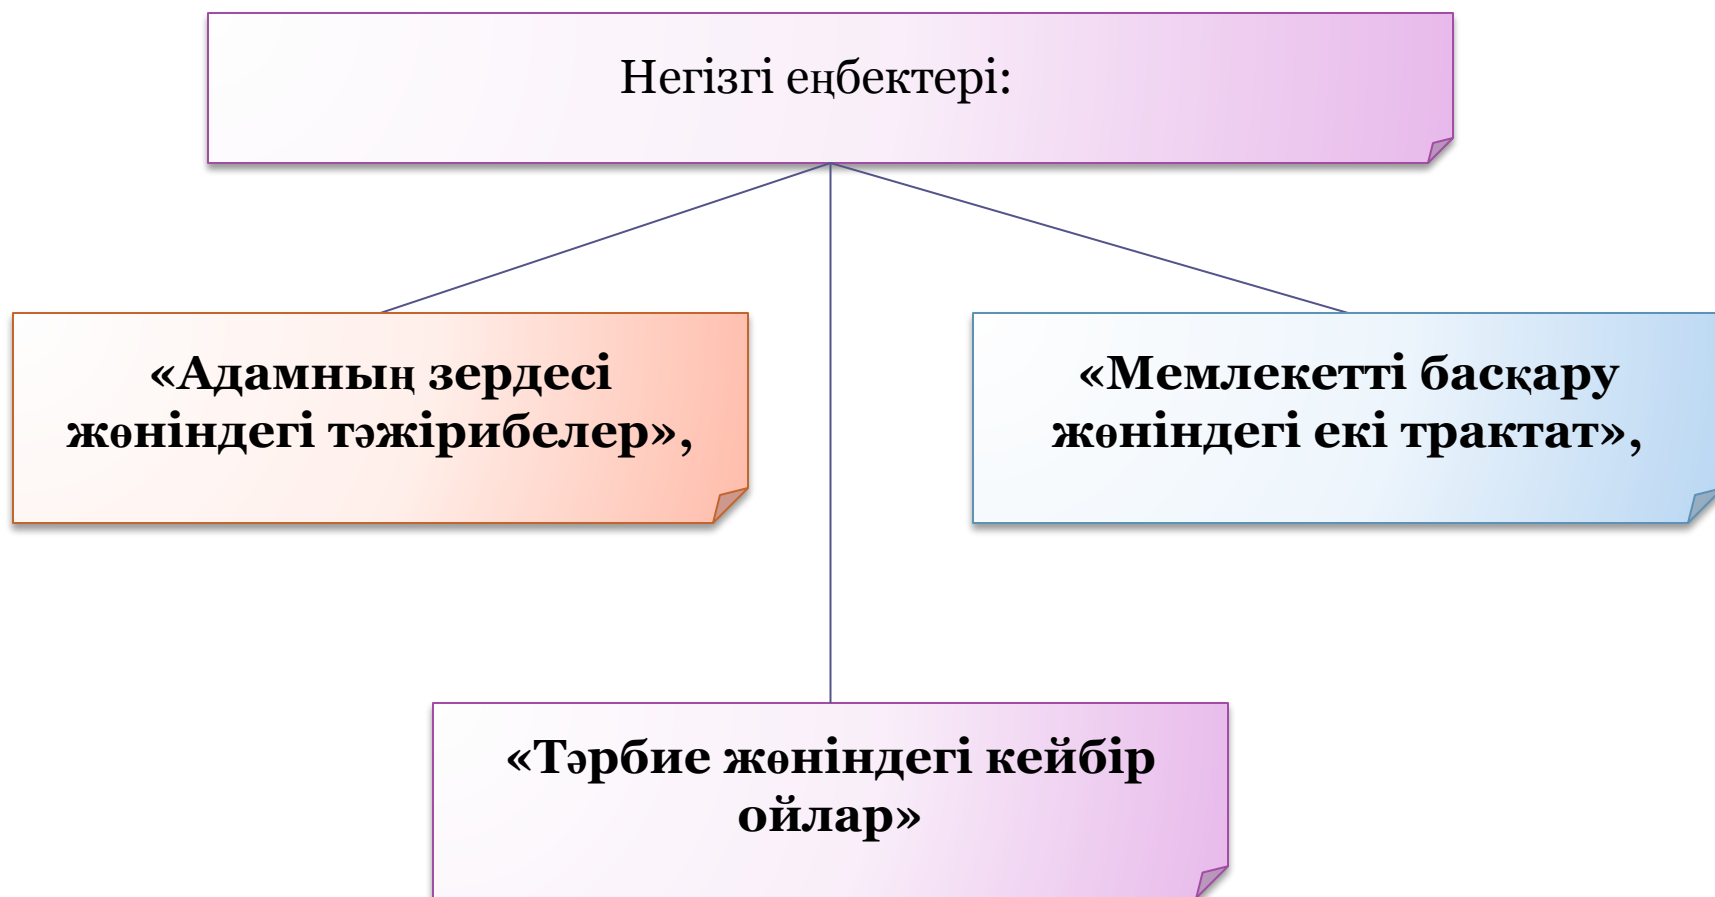 Негізгі еңбектері:
«Адамның зердесі
жөніндегі тәжірибелер»,
«Мемлекетті басқару
жөніндегі екі трактат»,
«Тәрбие жөніндегі кейбір
ойлар»